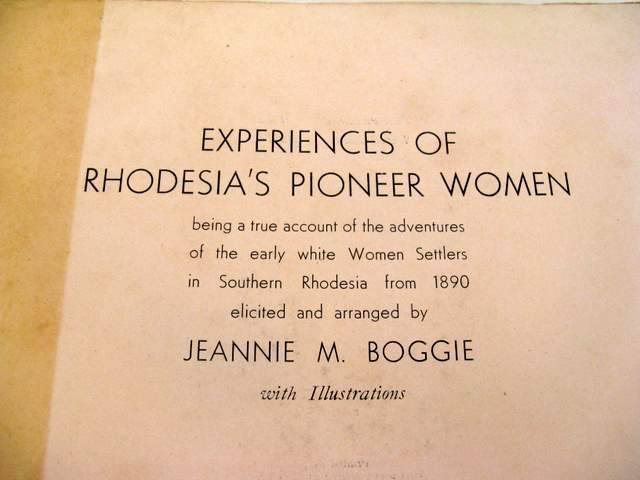 EXPERIENCES OF
RHODESIA'S PIONEER WOMEN
being a true account of the adventures
of the early white Women Settlers
in Southern Rhodesia from 1890
elicited and arranged by
JEANNIE M. BOGGIE
with Illustrations